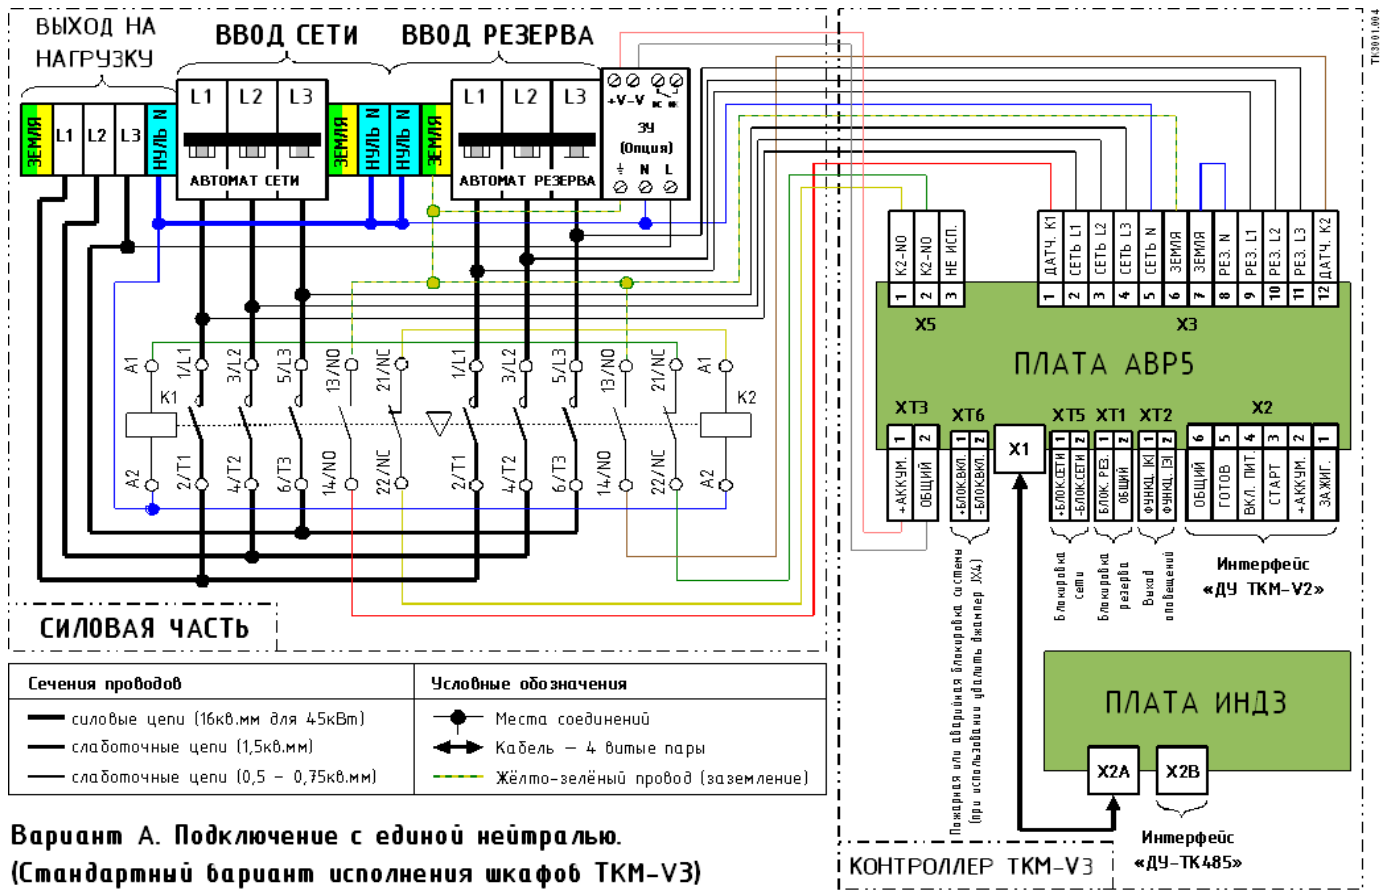 ВЫХОД НА
НАГРУЗКУ
ВВОД СЕТИ
ВВОД РЕЗЕРВА
ТК3001.004
ЗЕМЛЯ
L1
L2
L3
НУЛЬ N
L1
L2
L3
АВТОМАТ СЕТИ
ЗЕМЛЯ
НУЛЬ N
НУЛЬ N
ЗЕМЛЯ
L1
L2
L3
АВТОМАТ РЕЗЕРВА
+V-V
ЗУ
(Опция)
N
L
K2-NO
K2-NO
НЕ ИСП.
1
2
3
X5
ДАТЧ. K1
СЕТЬ L1
СЕТЬ L2
СЕТЬ L3
СЕТЬ N
ЗЕМЛЯ
ЗЕМЛЯ
РЕЗ. N
РЕЗ. L1
РЕЗ. L2
РЕЗ. L3
ДАТЧ. K2
1
2
3
4
5
6
7
8
9
10
11
12
X3
ПЛАТА АВР5
A1
1/L1
3/L2
5/L3
13/NO
21/NC
1/L1
3/L2
5/L3
13/NO
21/NC
A1
K1
K2
A2
2/T1
4/T2
6/T3
14/NO
22/NC
2/T1
4/T2
6/T3
14/NO
22/NC
A2
XT3
XT6
X1
XT5
XT1
XT2
X2
1
2
1
2
1
2
1
2
1
2
6
5
4
3
2
1
+АККУМ.
ОБЩИЙ
+БЛОК.ВКЛ.
-БЛОК.ВКЛ.
+БЛОК.СЕТИ
-БЛОК.СЕТИ
БЛОК. РЕЗ.
ОБЩИЙ
ФУНКЦ. |К|
ФУНКЦ. |Э|
ОБЩИЙ
ГОТОВ
ВКЛ. ПИТ.
СТАРТ
+АККУМ.
ЗАЖИГ.
Пожарная или аварийная блокировка системы
(при использовании удалить джампер JX4)
Блокировка
сети
Блокировка
резерва
Выход
оповещений
Интерфейс
«ДУ ТКМ-V2»
СИЛОВАЯ ЧАСТЬ
ПЛАТА ИНД3
X2A
X2B
Интерфейс
«ДУ-ТК485»
КОНТРОЛЛЕР ТКМ-V3
Сечения проводов
силовые цепи (16кв.мм для 45кВт)
слаботочные цепи (1,5кв.мм)
слаботочные цепи (0,5 – 0,75кв.мм)
Условные обозначения
Места соединений
Кабель – 4 витые пары
Жёлто-зелёный провод (заземление)
Вариант А. Подключение с единой нейтралью.
(Стандартный вариант исполнения шкафов ТКМ-V3)